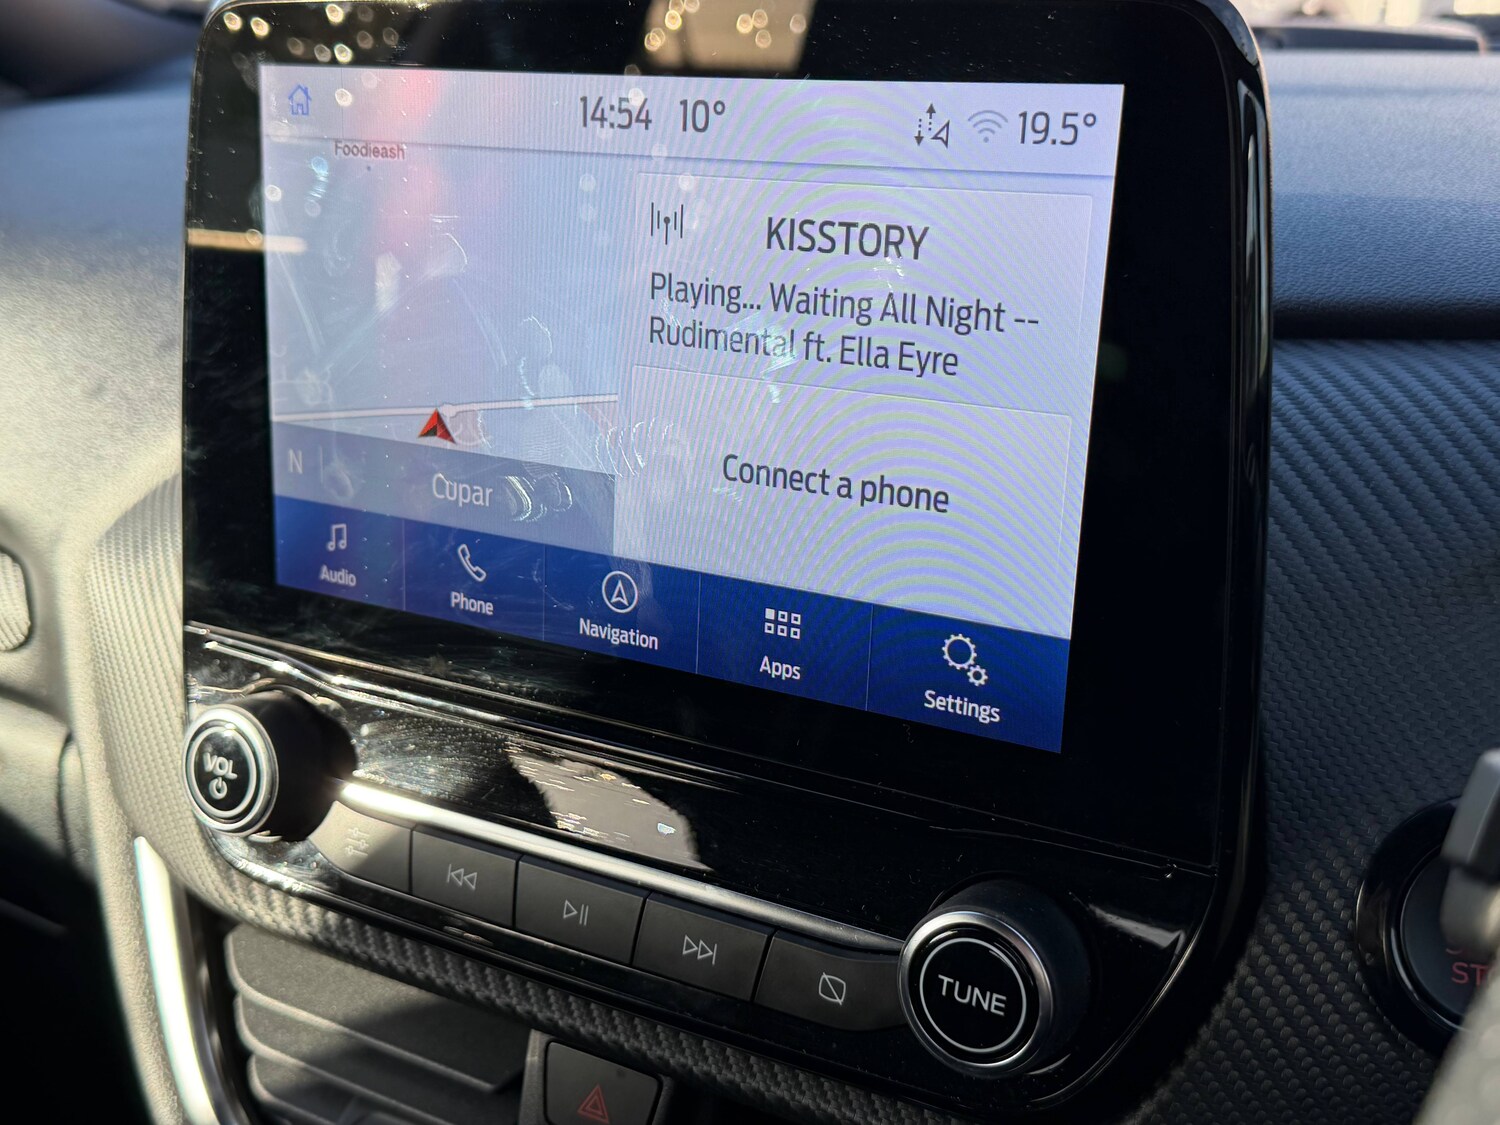 14:54 10° 19.5°
Foodieash
KISSTORY
Playing... Waiting All Night --
Rudimental ft. Ella Eyre
Connect a phone
N
Cupar
Audio
Phone
Navigation
Apps
Settings
VOL
TUNE